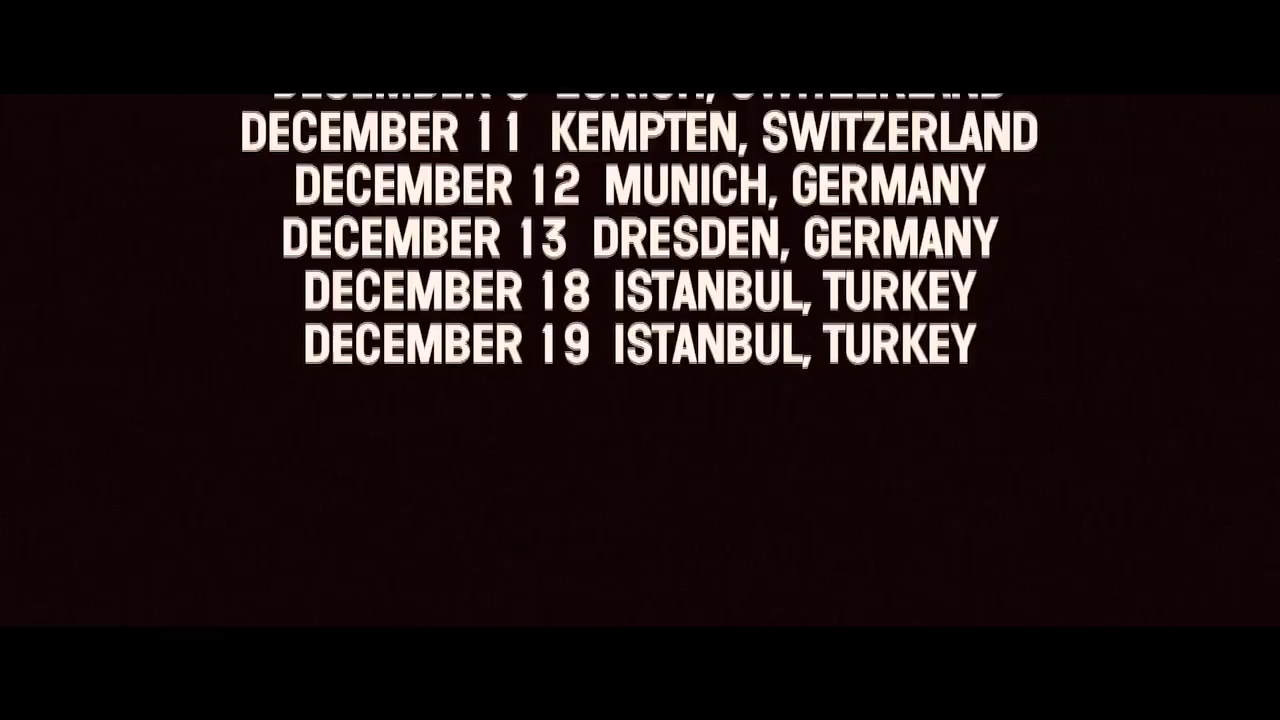 DECEMBER 11 KEMPTEN, SWITZERLAND
DECEMBER 12 MUNICH, GERMANY
DECEMBER 13 DRESDEN, GERMANY
DECEMBER 18 ISTANBUL, TURKEY
DECEMBER 19 ISTANBUL, TURKEY